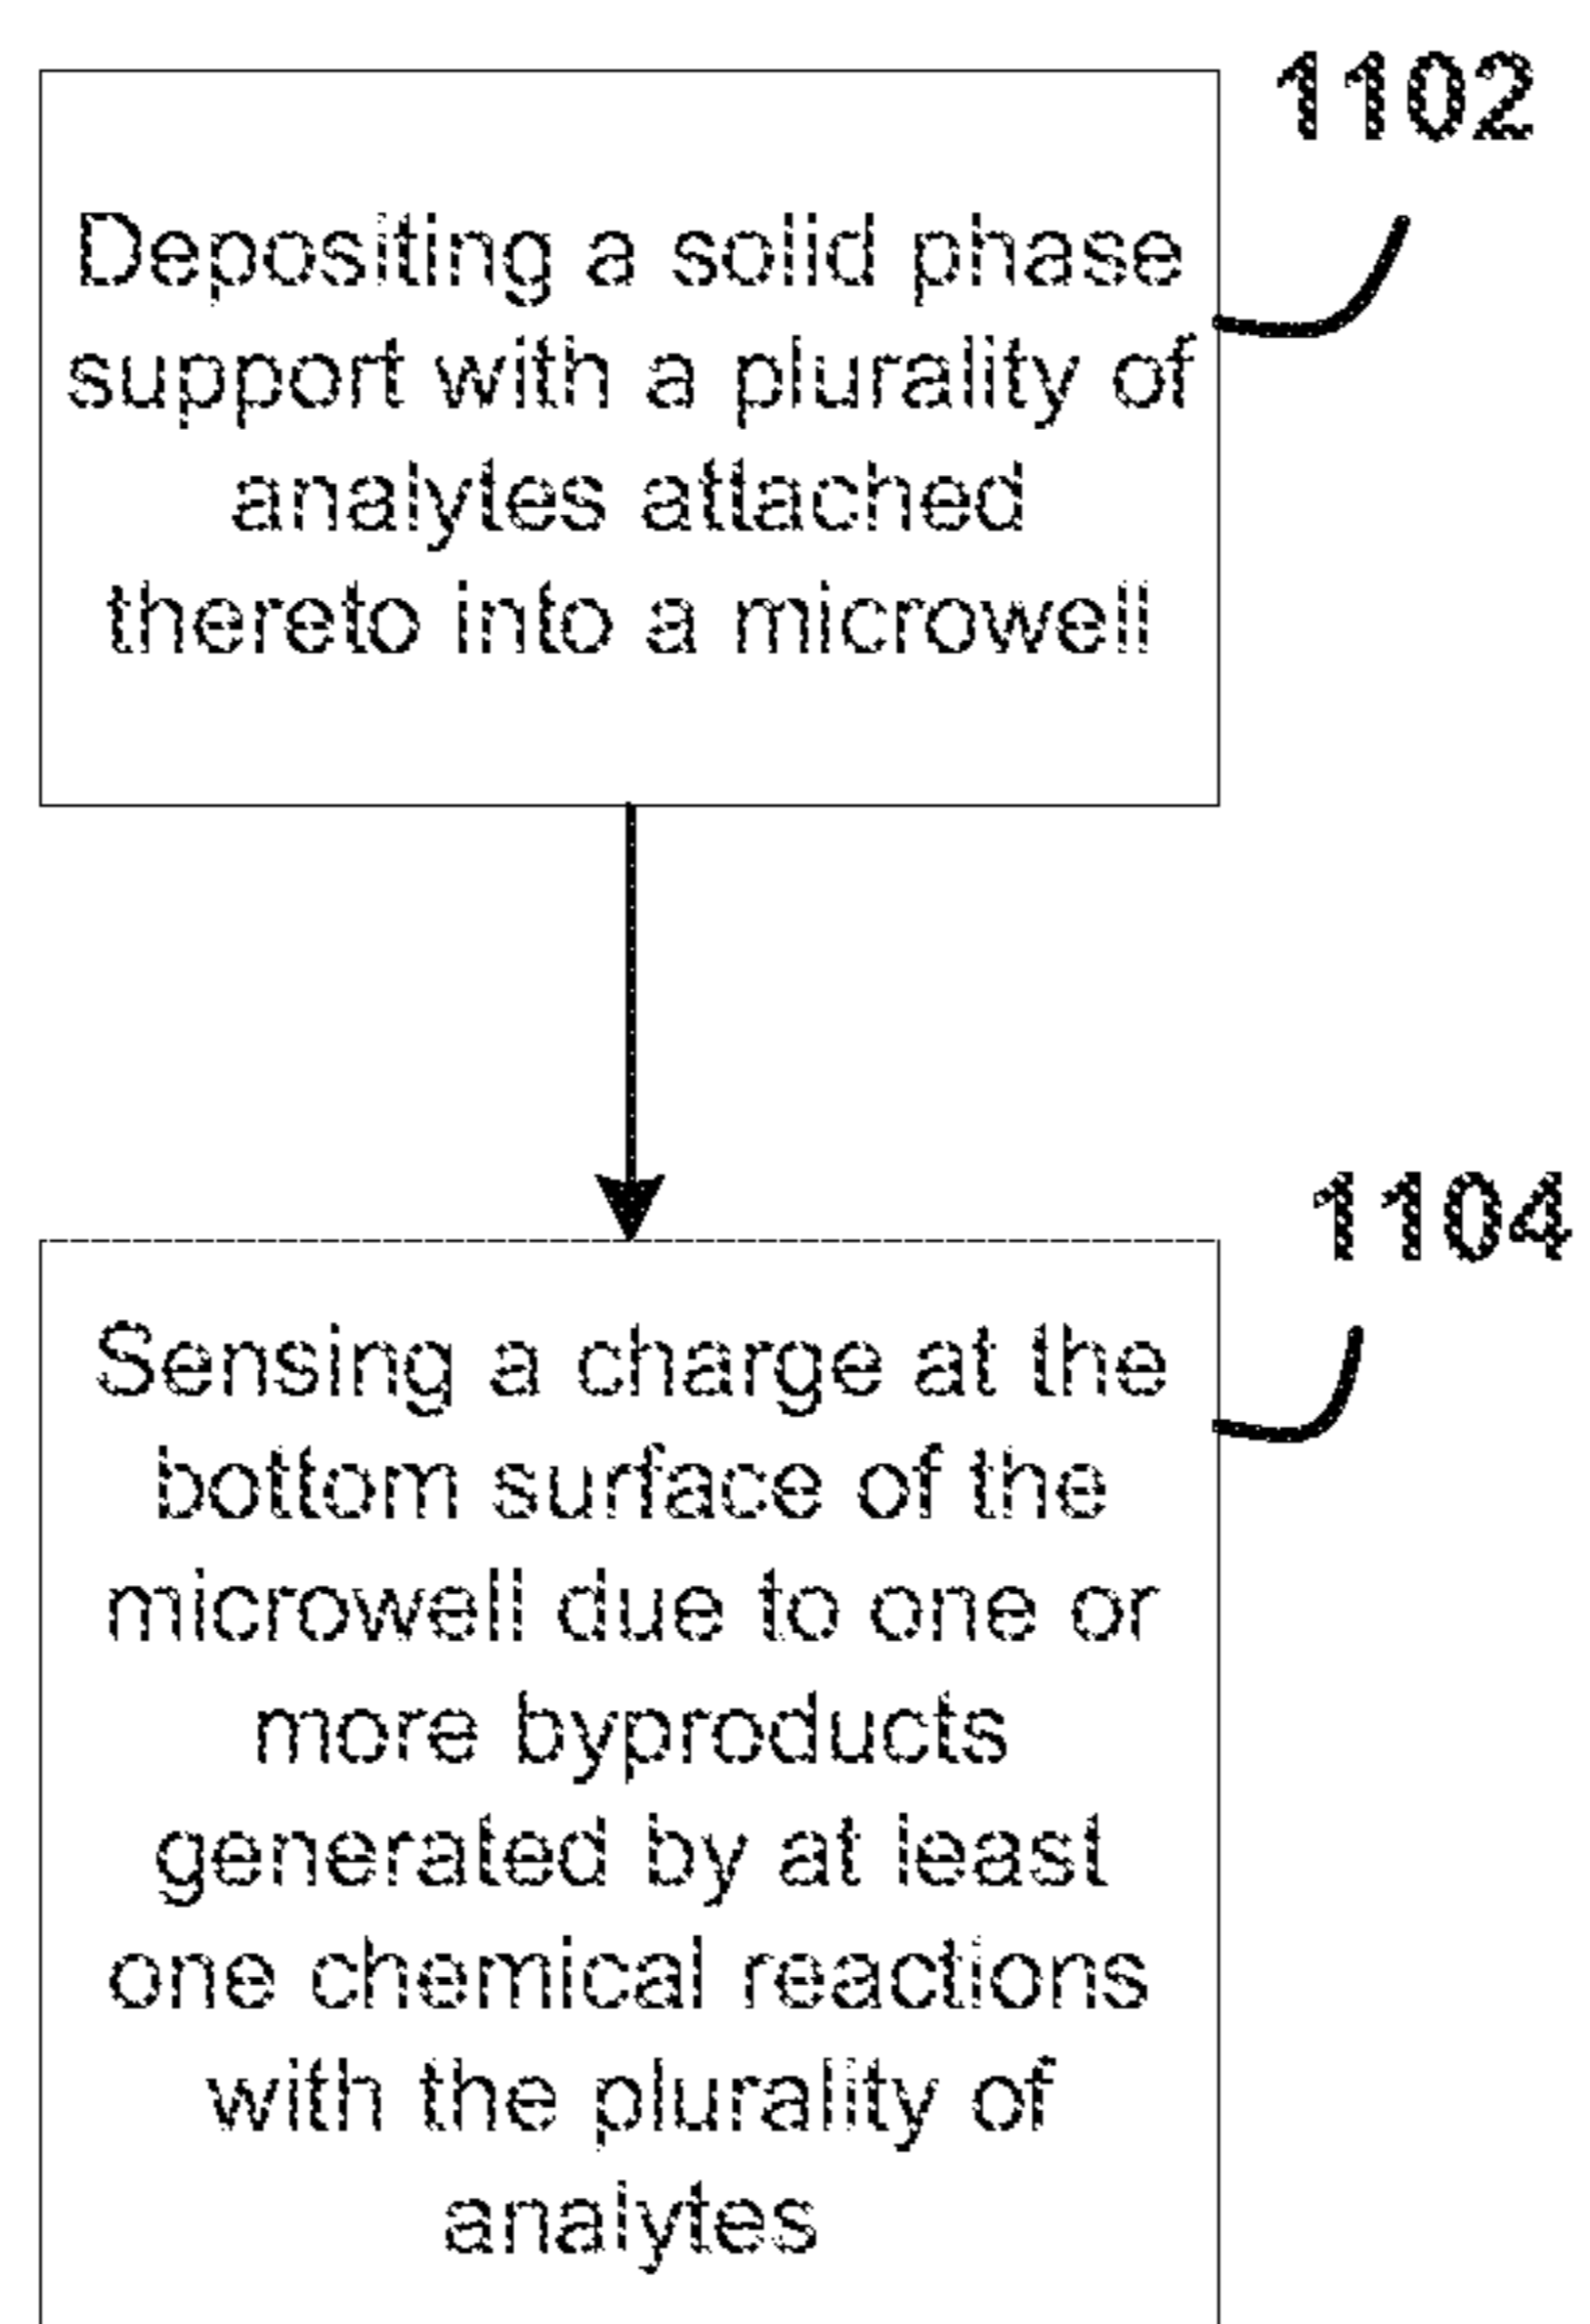 1102
Depositing a solid phase
support with a plurality of
analytes attached
thereto into a microwell
1104
Sensing a charge at the
bottom surface of the
microwell due to one or
more byproducts
generated by at least
one chemical reactions
with the plurality of
analytes